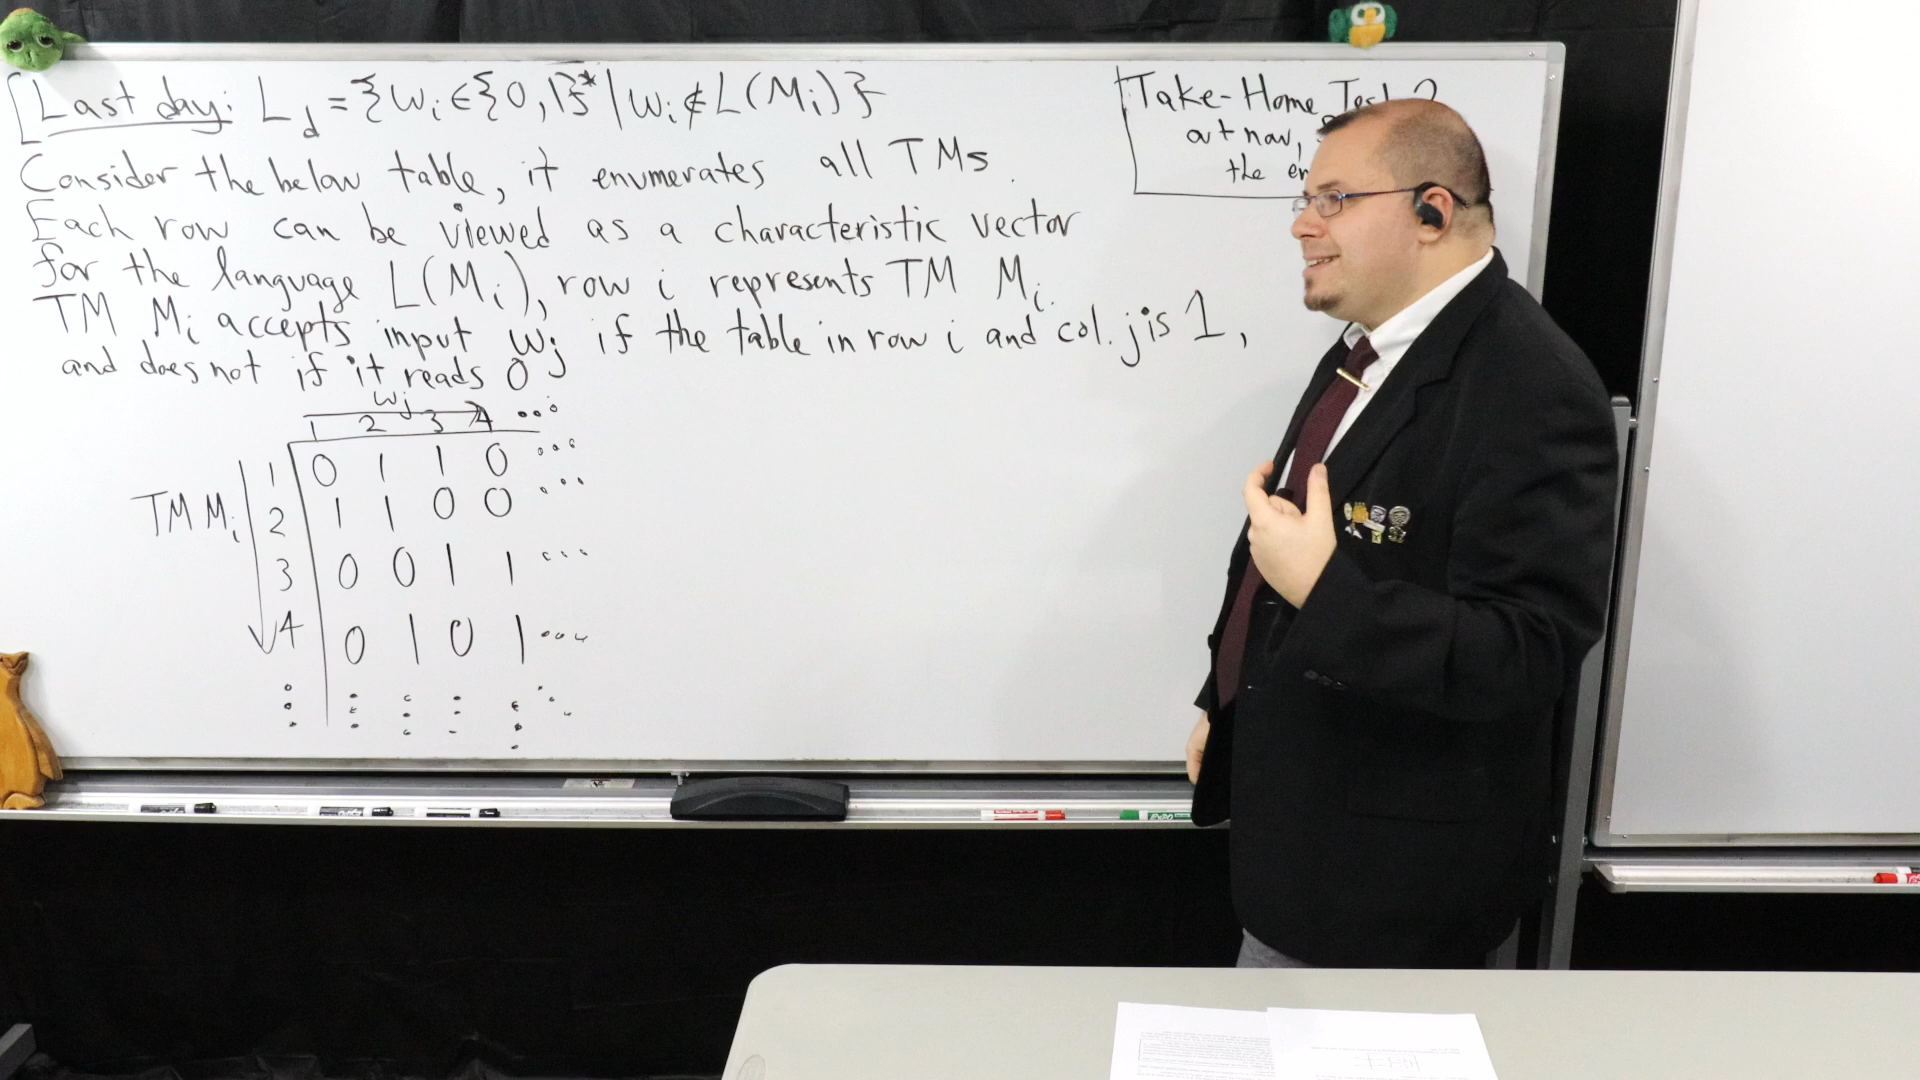 [Last day: L_d = {w_i ∈ {0,1}* | w_i ∉ L(M_i)}
Consider the below table, it enumerates all TMs.
Each row can be viewed as a characteristic vector
for the language L(M_i), row i represents TM M_i.
TM M_i accepts input w_j if the table in row i and col. j is 1,
and does not if it reads 0
w_j
1 2 3 4 ...
1 0 1 1 0 ...
TM M_i 2 1 1 0 0 ...
3 0 0 1 1 ...
4 0 1 0 1 ...
Take-Home Test 2
out now,
the